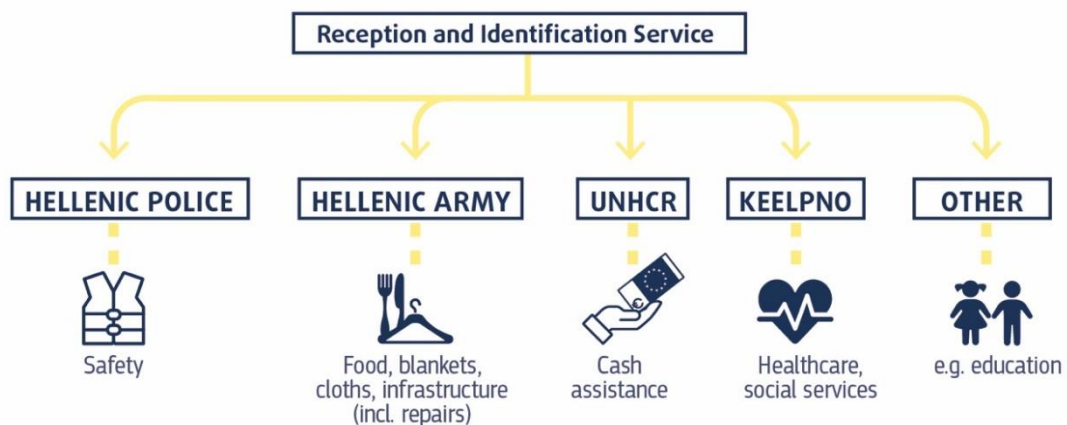 Reception and Identification Service
HELLENIC POLICE
HELLENIC ARMY
UNHCR
KEELPNO
OTHER
Safety
Food, blankets,
cloths, infrastructure
(incl. repairs)
Cash
assistance
Healthcare,
social services
e.g. education